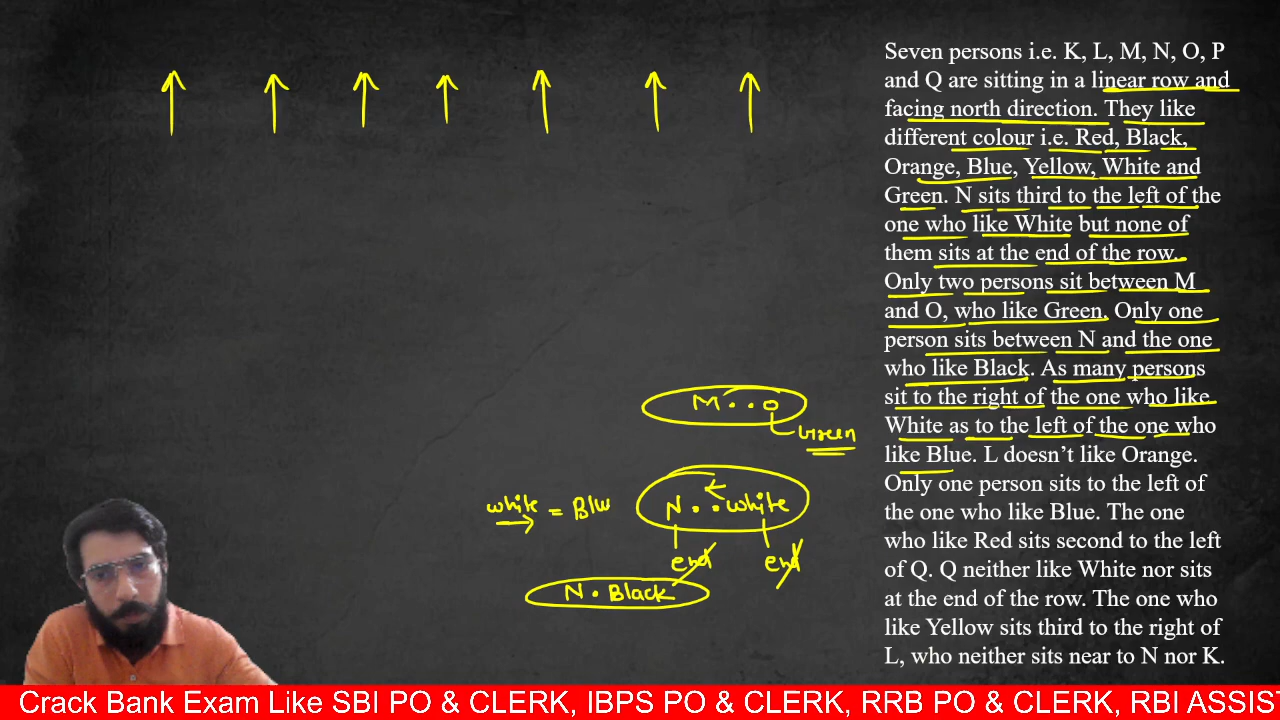 Seven persons i.e. K, L, M, N, O, P
and Q are sitting in a linear row and
facing north direction. They like
different colour i.e. Red, Black,
Orange, Blue, Yellow, White and
Green. N sits third to the left of the
one who like White but none of
them sits at the end of the row.
Only two persons sit between M
and O, who like Green. Only one
person sits between N and the one
who like Black. As many persons
sit to the right of the one who like
White as to the left of the one who
like Blue. L doesn't like Orange.
Only one person sits to the left of
the one who like Blue. The one
who like Red sits second to the left
of Q. Q neither like White nor sits
at the end of the row. The one who
like Yellow sits third to the right of
L, who neither sits near to N nor K.
M . . O
Green
white = Blu
N . . white
end end
N . Black
Crack Bank Exam Like SBI PO & CLERK, IBPS PO & CLERK, RRB PO & CLERK, RBI ASSIS